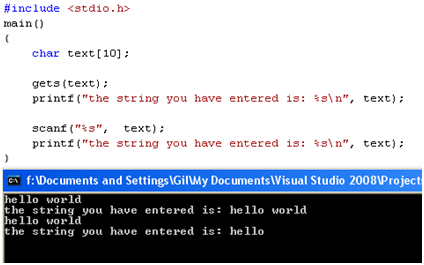 #include <stdio.h>
main()
{
char text[10];
gets(text);
printf("the string you have entered is: %s\n", text);
scanf("%s", text);
printf("the string you have entered is: %s\n", text);
}
f:\Documents and Settings\Gil\My Documents\Visual Studio 2008\Projects
hello world
the string you have entered is: hello world
hello world
the string you have entered is: hello